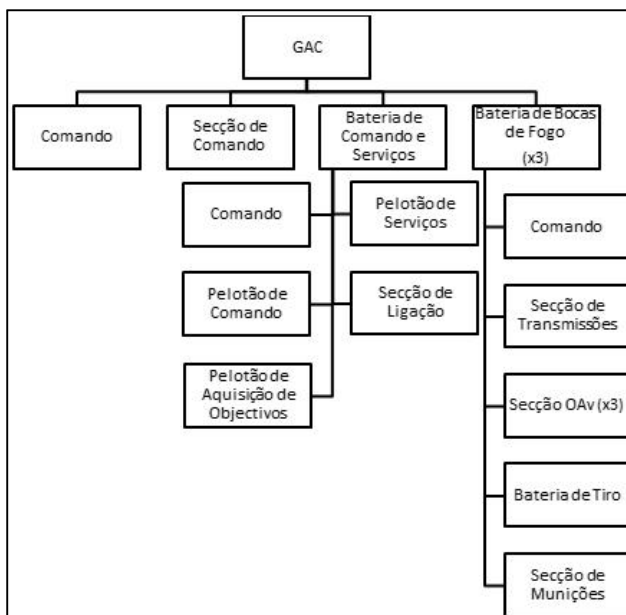 GAC
Comando
Secção de
Comando
Bateria de
Comando e
Serviços
Bateria de Bocas
de Fogo
(x3)
Comando
Pelotão de
Serviços
Pelotão de
Comando
Secção de
Ligação
Pelotão de
Aquisição de
Objectivos
Comando
Secção de
Transmissões
Secção OAv (x3)
Bateria de Tiro
Secção de
Munições